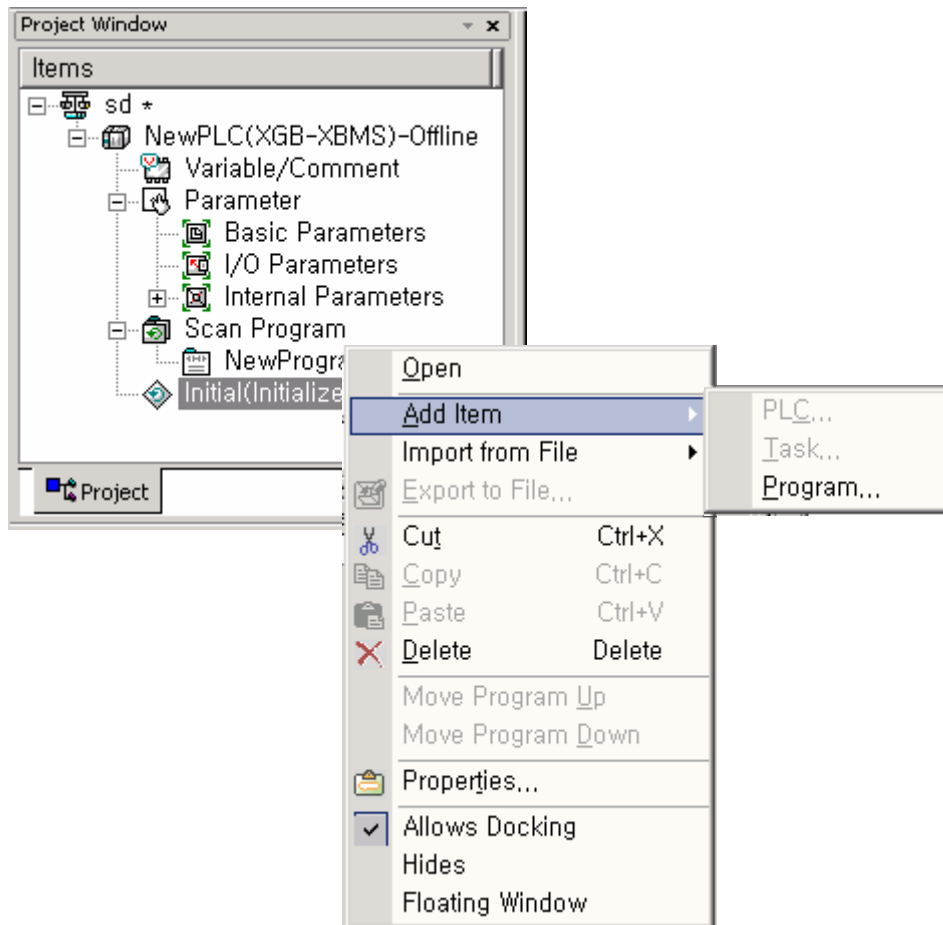 Project Window
Items
sd *
NewPLC(XGB-XBMS)-Offline
Variable/Comment
Parameter
Basic Parameters
I/O Parameters
Internal Parameters
Scan Program
NewProgra
Initial(Initialize
Project
Open
Add Item
Import from File
Export to File...
Cut Ctrl+X
Copy Ctrl+C
Paste Ctrl+V
Delete Delete
Move Program Up
Move Program Down
Properties...
Allows Docking
Hides
Floating Window
PLC...
Task...
Program...